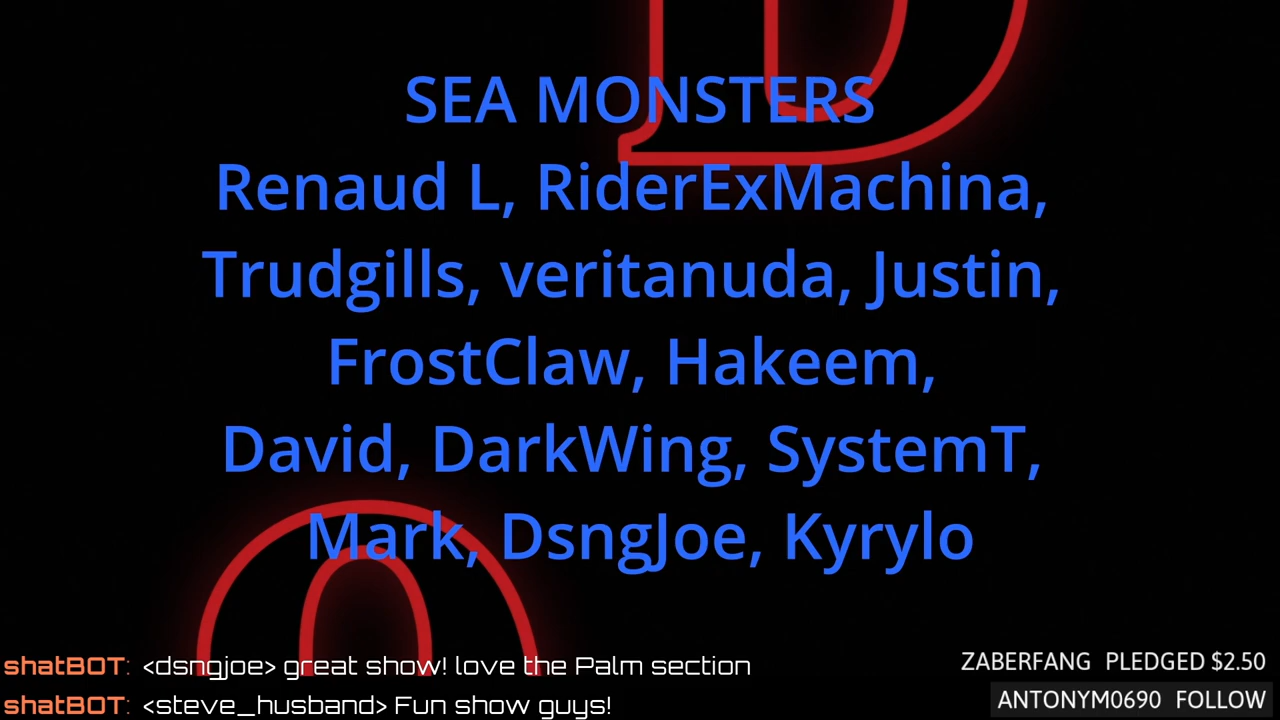 SEA MONSTERS
Renaud L, RiderExMachina,
Trudgills, veritanuda, Justin,
FrostClaw, Hakeem,
David, DarkWing, SystemT,
Mark, DsngJoe, Kyrylo
shatBOT: <dsngjoe> great show! love the Palm section
shatBOT: <steve_husband> Fun show guys!
ZABERFANG PLEDGED $2.50
ANTONYM0690 FOLLOW